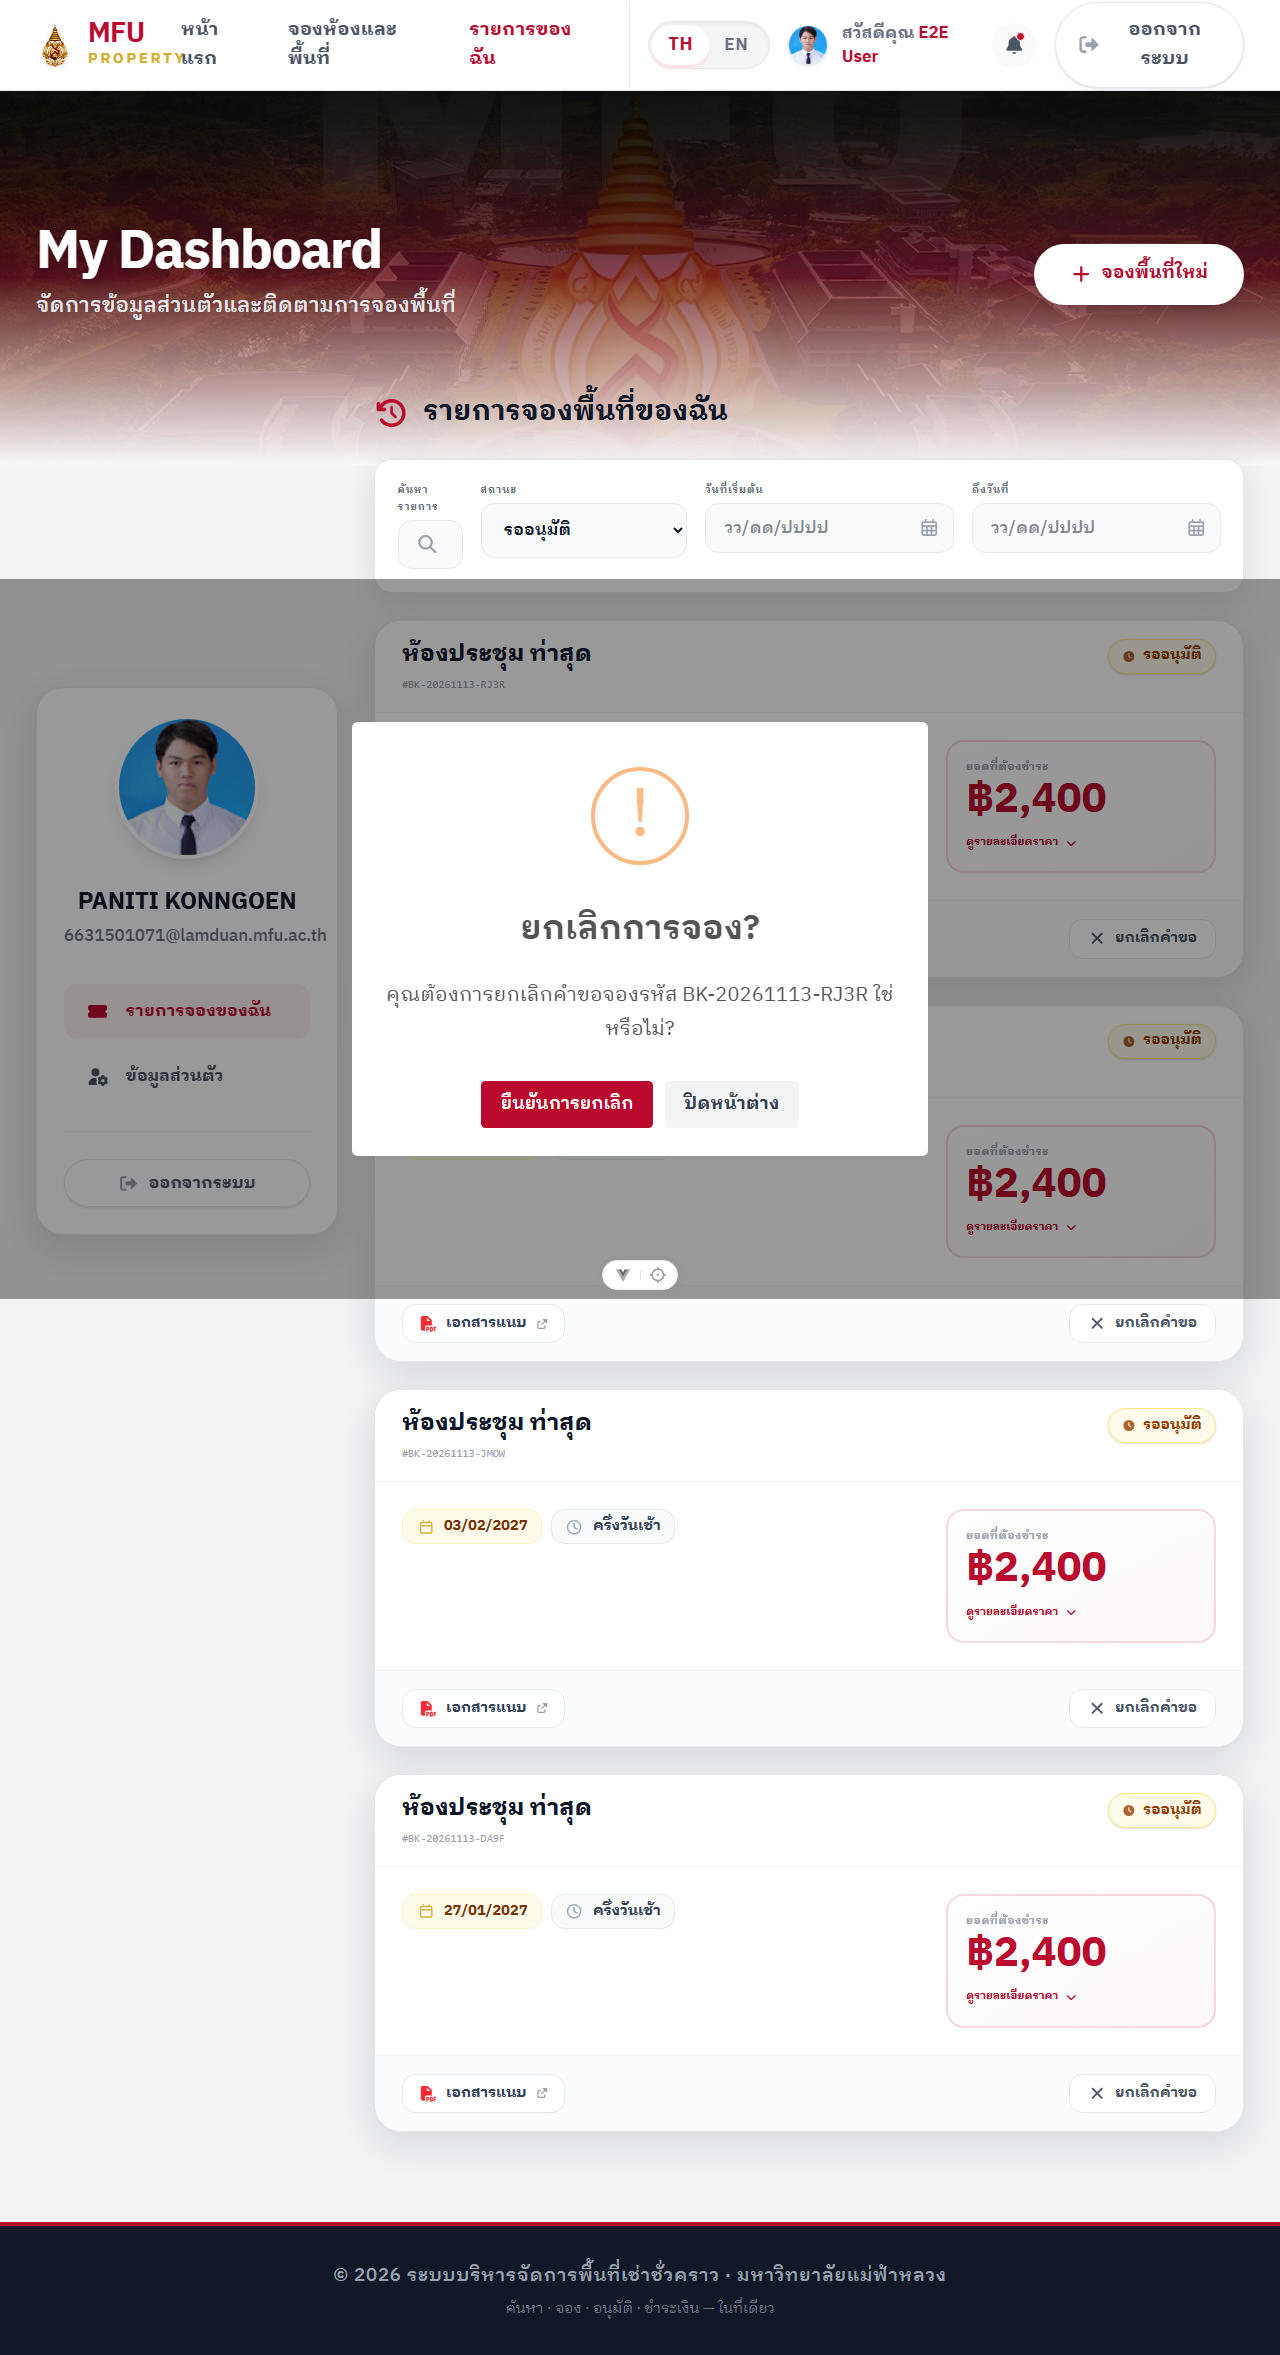 MFU
PROPERTY
หน้าแรก
จองห้องและพื้นที่
รายการของฉัน
TH
EN
สวัสดีคุณ E2E User
ออกจากระบบ
My Dashboard
จัดการข้อมูลส่วนตัวและติดตามการจองพื้นที่
จองพื้นที่ใหม่
รายการจองพื้นที่ของฉัน
ค้นหารายการ
สถานะ
รออนุมัติ
วันที่เริ่มต้น
วว/ดด/ปปปป
ถึงวันที่
วว/ดด/ปปปป
PANITI KONNGOEN
6631501071@lamduan.mfu.ac.th
รายการจองของฉัน
ข้อมูลส่วนตัว
ออกจากระบบ
ห้องประชุม ท่าสุด
รออนุมัติ
#BK-20261113-RJ3R
ยอดที่ต้องชำระ
฿2,400
ดูรายละเอียดราคา
ยกเลิกคำขอ
ยกเลิกการจอง?
คุณต้องการยกเลิกคำขอจองรหัส BK-20261113-RJ3R ใช่
หรือไม่?
ยืนยันการยกเลิก
ปิดหน้าต่าง
รออนุมัติ
ยอดที่ต้องชำระ
฿2,400
ดูรายละเอียดราคา
เอกสารแนบ
ยกเลิกคำขอ
ห้องประชุม ท่าสุด
รออนุมัติ
#BK-20261113-JMOW
03/02/2027
ครึ่งวันเช้า
ยอดที่ต้องชำระ
฿2,400
ดูรายละเอียดราคา
เอกสารแนบ
ยกเลิกคำขอ
ห้องประชุม ท่าสุด
รออนุมัติ
#BK-20261113-DA9F
27/01/2027
ครึ่งวันเช้า
ยอดที่ต้องชำระ
฿2,400
ดูรายละเอียดราคา
เอกสารแนบ
ยกเลิกคำขอ
© 2026 ระบบบริหารจัดการพื้นที่เช่าชั่วคราว · มหาวิทยาลัยแม่ฟ้าหลวง
ค้นหา · จอง · อนุมัติ · ชำระเงิน — ในที่เดียว